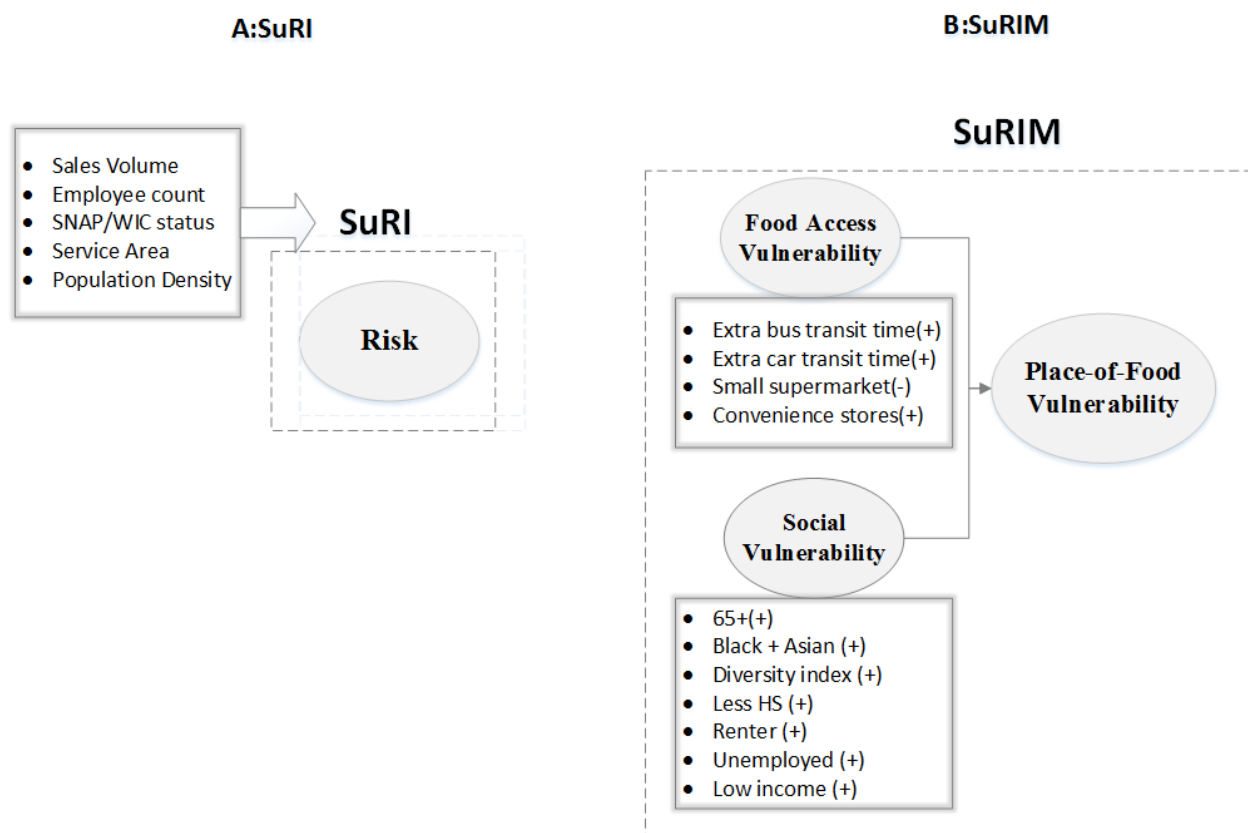 A:SuRI
B:SuRIM
• Sales Volume
• Employee count
• SNAP/WIC status
• Service Area
• Population Density
SuRI
Risk
SuRIM
Food Access
Vulnerability
• Extra bus transit time(+)
• Extra car transit time(+)
• Small supermarket(-)
• Convenience stores(+)
Place-of-Food
Vulnerability
Social
Vulnerability
• 65+(+)
• Black + Asian (+)
• Diversity index (+)
• Less HS (+)
• Renter (+)
• Unemployed (+)
• Low income (+)